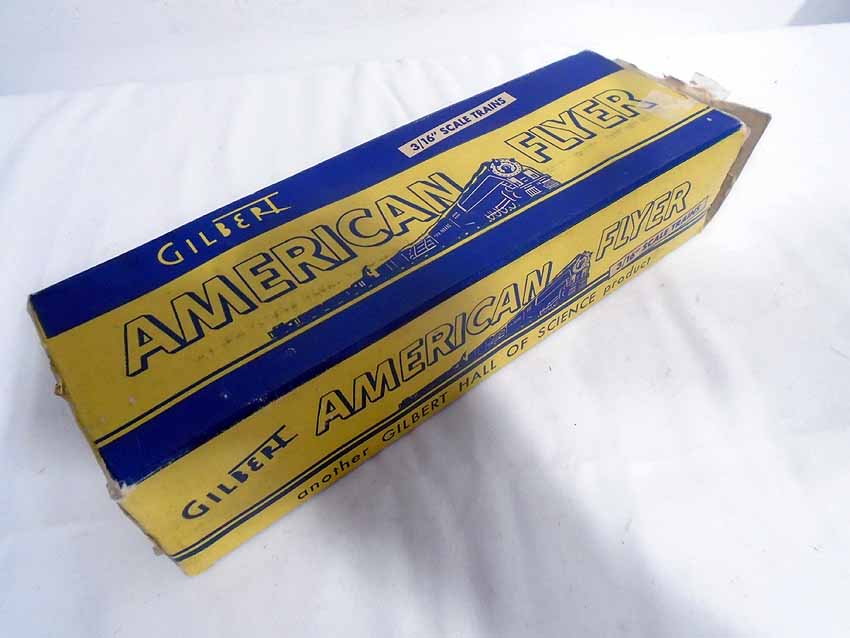 GILBERT
3/16" SCALE TRAINS
AMERICAN FLYER
GILBERT
AMERICAN FLYER
3/16" SCALE TRAINS
another GILBERT HALL OF SCIENCE product